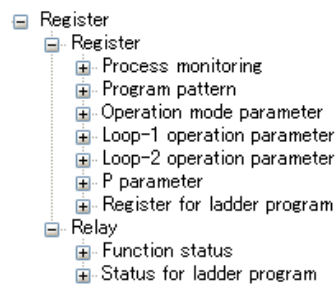 Register
Register
Process monitoring
Program pattern
Operation mode parameter
Loop-1 operation parameter
Loop-2 operation parameter
P parameter
Register for ladder program
Relay
Function status
Status for ladder program